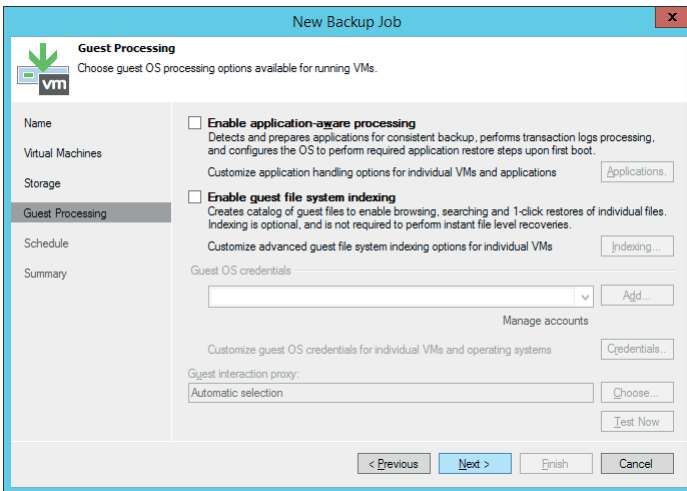 New Backup Job
x
Guest Processing
Choose guest OS processing options available for running VMs.
vm
Name
Virtual Machines
Storage
Guest Processing
Schedule
Summary
Enable application-aware processing
Detects and prepares applications for consistent backup, performs transaction logs processing,
and configures the OS to perform required application restore steps upon first boot.
Customize application handling options for individual VMs and applications
Applications.
Enable guest file system indexing
Creates catalog of guest files to enable browsing, searching and 1-click restores of individual files.
Indexing is optional, and is not required to perform instant file level recoveries.
Customize advanced guest file system indexing options for individual VMs
Indexing...
Guest OS credentials
Add...
Manage accounts
Customize guest OS credentials for individual VMs and operating systems
Credentials..
Guest interaction proxy:
Automatic selection
Choose...
Test Now
< Previous
Next >
Finish
Cancel